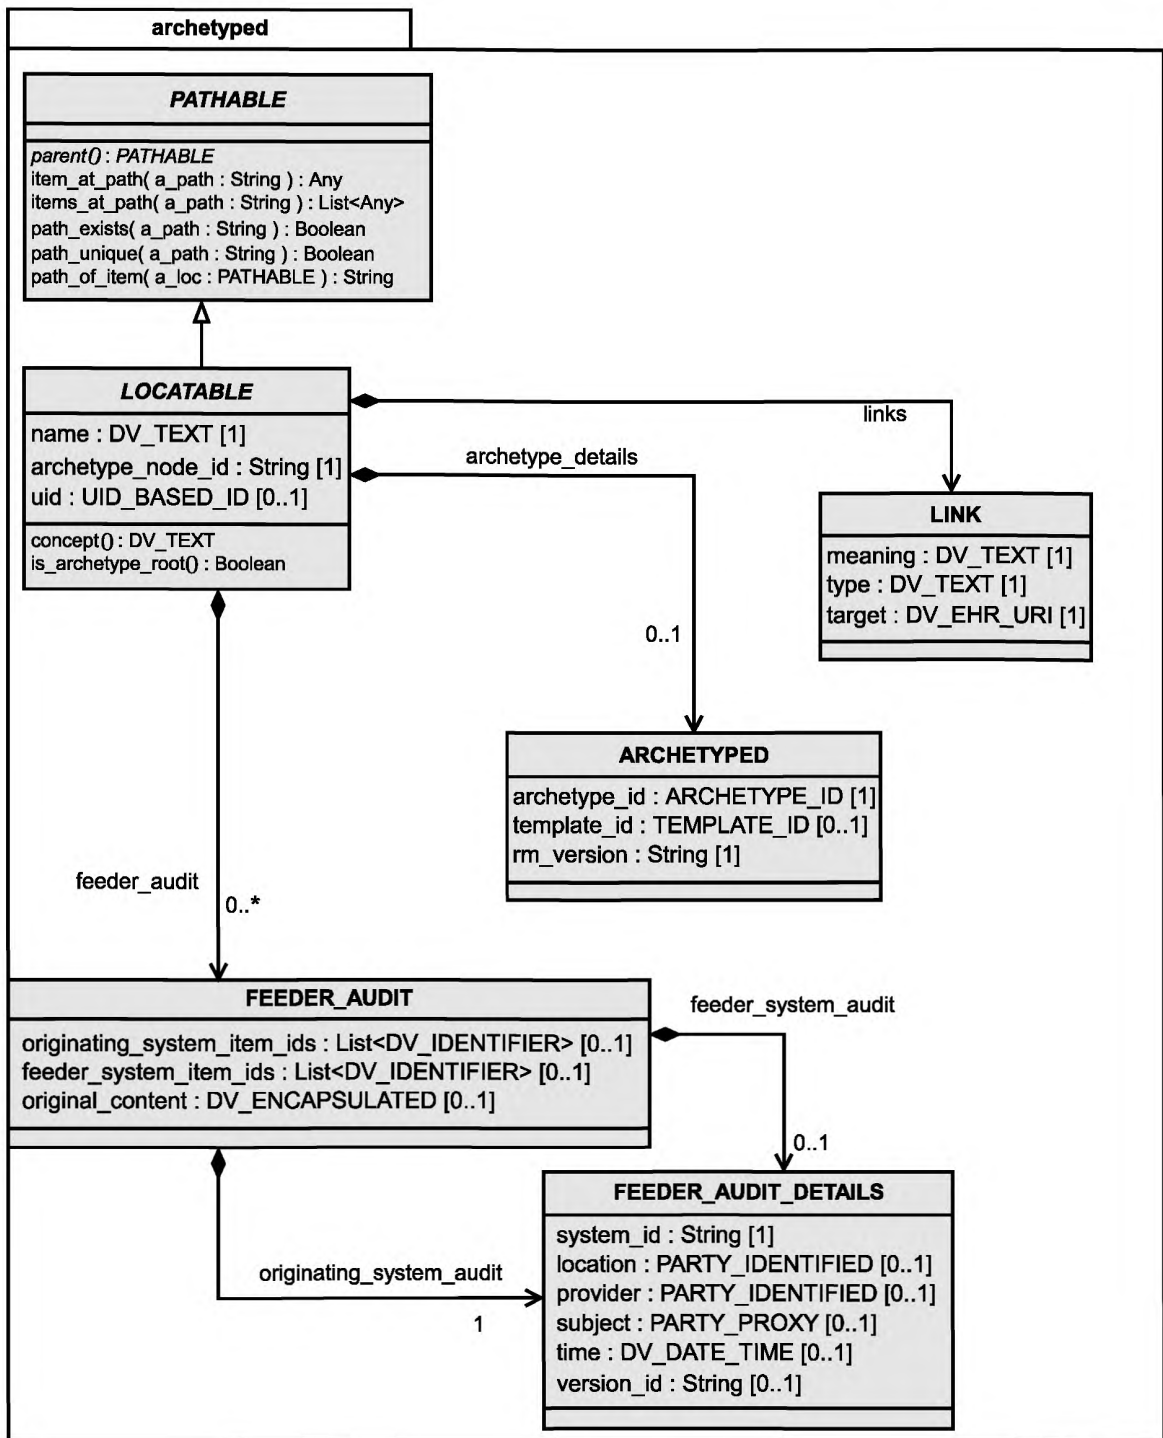 archetyped
PATHABLE
parent() : PATHABLE
item_at_path( a_path : String ) : Any
items_at_path( a_path : String ) : List<Any>
path_exists( a_path : String ) : Boolean
path_unique( a_path : String ) : Boolean
path_of_item( a_loc : PATHABLE ) : String
LOCATABLE
name : DV_TEXT [1]
archetype_node_id : String [1]
uid : UID_BASED_ID [0..1]
concept() : DV_TEXT
is_archetype_root() : Boolean
links
archetype_details
LINK
meaning : DV_TEXT [1]
type : DV_TEXT [1]
target : DV_EHR_URI [1]
0..1
ARCHETYPED
archetype_id : ARCHETYPE_ID [1]
template_id : TEMPLATE_ID [0..1]
rm_version : String [1]
feeder_audit
0..*
FEEDER_AUDIT
originating_system_item_ids : List<DV_IDENTIFIER> [0..1]
feeder_system_item_ids : List<DV_IDENTIFIER> [0..1]
original_content : DV_ENCAPSULATED [0..1]
feeder_system_audit
0..1
FEEDER_AUDIT_DETAILS
system_id : String [1]
location : PARTY_IDENTIFIED [0..1]
provider : PARTY_IDENTIFIED [0..1]
subject : PARTY_PROXY [0..1]
time : DV_DATE_TIME [0..1]
version_id : String [0..1]
originating_system_audit
1